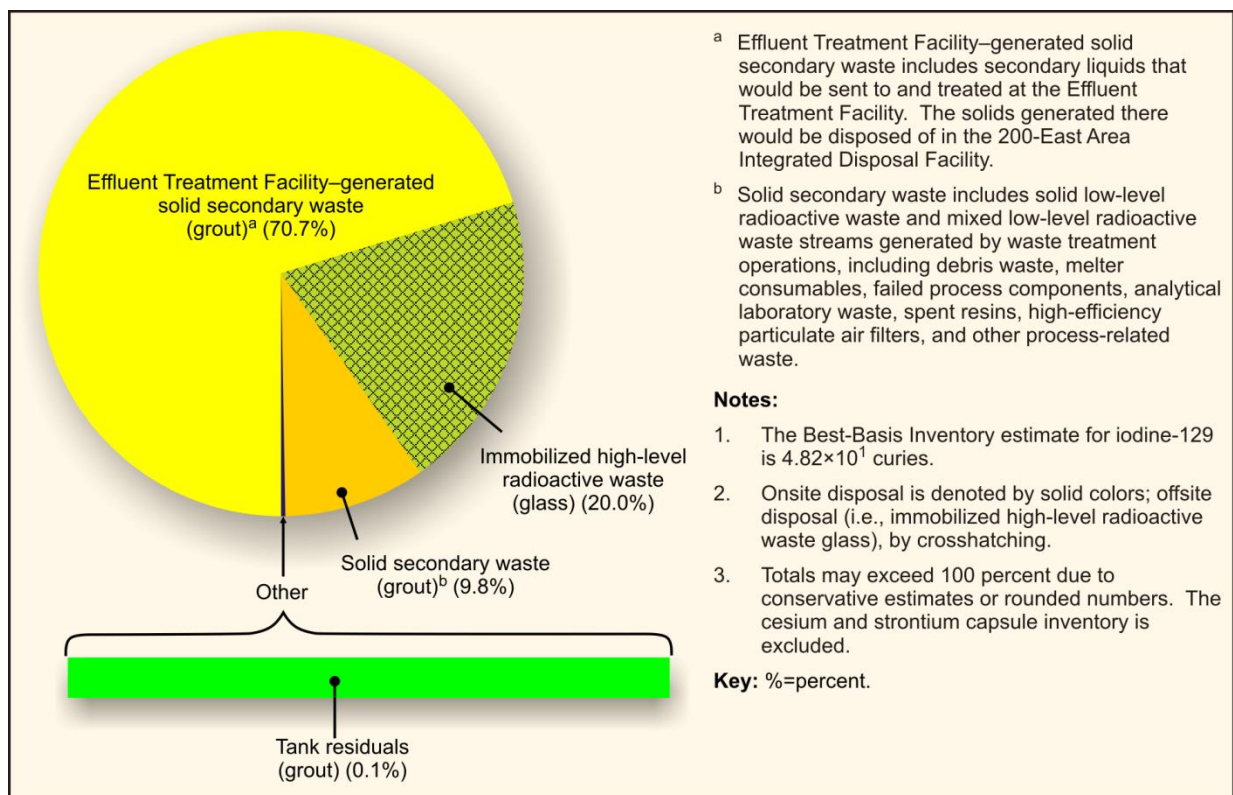 Effluent Treatment Facility–generated
solid secondary waste
(grout)ᵃ (70.7%)
Immobilized high-level
radioactive waste
(glass) (20.0%)
Solid secondary waste
(grout)ᵇ (9.8%)
Other
Tank residuals
(grout) (0.1%)
ᵃ Effluent Treatment Facility–generated solid
secondary waste includes secondary liquids that
would be sent to and treated at the Effluent
Treatment Facility. The solids generated there
would be disposed of in the 200-East Area
Integrated Disposal Facility.
ᵇ Solid secondary waste includes solid low-level
radioactive waste and mixed low-level radioactive
waste streams generated by waste treatment
operations, including debris waste, melter
consumables, failed process components, analytical
laboratory waste, spent resins, high-efficiency
particulate air filters, and other process-related
waste.
Notes:
1. The Best-Basis Inventory estimate for iodine-129
is 4.82×10¹ curies.
2. Onsite disposal is denoted by solid colors; offsite
disposal (i.e., immobilized high-level radioactive
waste glass), by crosshatching.
3. Totals may exceed 100 percent due to
conservative estimates or rounded numbers. The
cesium and strontium capsule inventory is
excluded.
Key: %=percent.